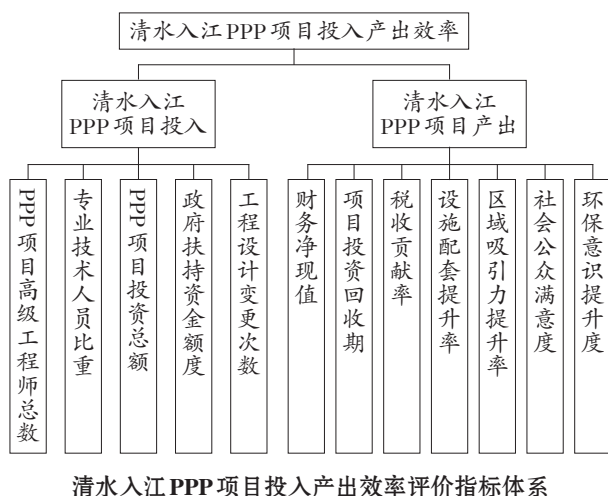 清水入江PPP项目投入产出效率
清水入江
PPP项目投入
清水入江
PPP项目产出
PPP项目高级工程师总数
专业技术人员比重
PPP项目投资总额
政府扶持资金额度
工程设计变更次数
财务净现值
项目投资回收期
税收贡献率
设施配套提升率
区域吸引力提升率
社会公众满意度
环保意识提升度
清水入江PPP项目投入产出效率评价指标体系